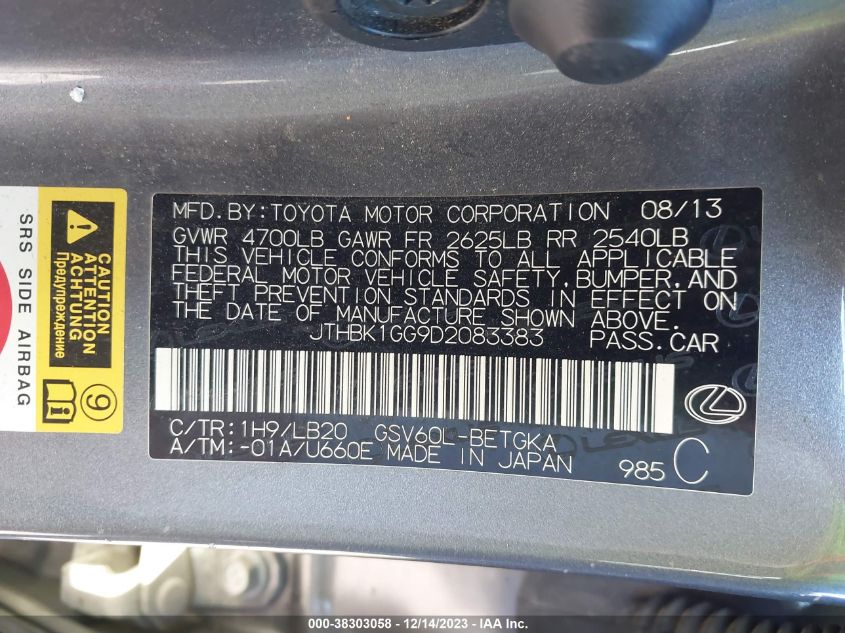 MFD.BY:TOYOTA MOTOR CORPORATION 08/13
GVWR 4700LB GAWR FR 2625LB RR 2540LB
THIS VEHICLE CONFORMS TO ALL APPLICABLE
FEDERAL MOTOR VEHICLE SAFETY,BUMPER,AND
THEFT PREVENTION STANDARDS IN EFFECT ON
THE DATE OF MANUFACTURE SHOWN ABOVE.
JTHBK1GG9D2083383 PASS.CAR
C/TR:1H9/LB20 GSV60L-BETGKA
A/TM:-01A/U660E MADE IN JAPAN 985 C
SRS SIDE AIRBAG
CAUTION
ATTENTION
ACHTUNG
Предупреждение
9
000-38303058 - 12/14/2023 - IAA Inc.